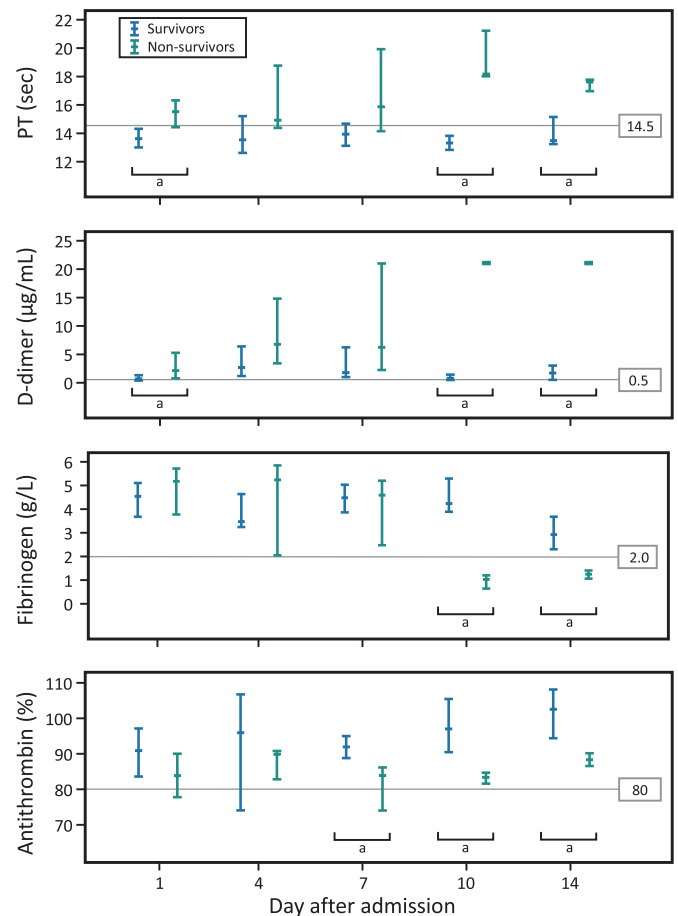 Survivors
Non-survivors
PT (sec)
22
20
18
16
14
12
14.5
a
a
a
D-dimer (µg/mL)
25
20
15
10
5
0
0.5
a
a
a
Fibrinogen (g/L)
6
5
4
3
2
1
0
2.0
a
a
Antithrombin (%)
110
100
90
80
70
80
a
a
a
1 4 7 10 14
Day after admission